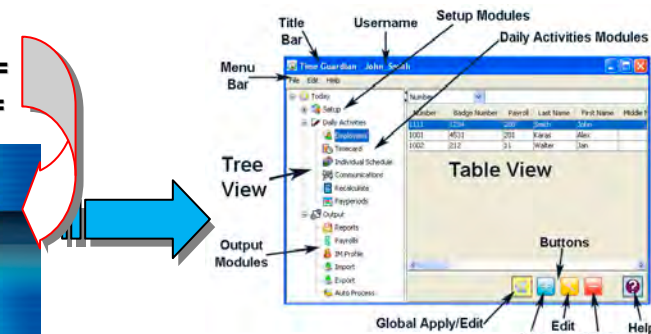 Title Bar
Username
Setup Modules
Daily Activities Modules
Menu Bar
Time Guardian John_Smith
File Edit Help
Today
Setup
Daily Activities
Employees
Timecard
Individual Schedule
Communications
Recalculate
Payperiods
Output
Reports
Payrolls
IM Profile
Import
Export
Auto Process
Number
Number Badge Number Payroll Last Name First Name Middle
1111 1234 200 Smith John
1001 4531 201 Karas Alex
1002 212 11 Walter Jan
Tree View
Table View
Output Modules
Buttons
Global Apply/Edit
Edit
Help
=
=